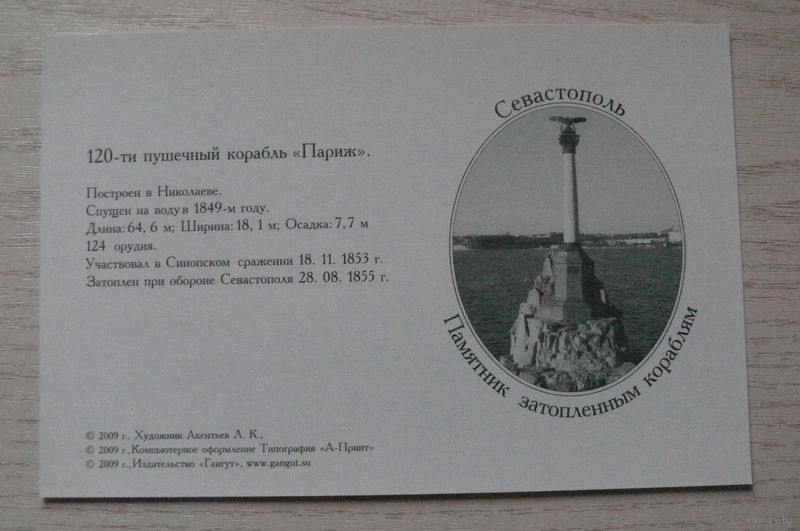 120-ти пушечный корабль «Париж».
Построен в Николаеве.
Спущен на воду в 1849-м году.
Длина: 64, 6 м; Ширина: 18, 1 м; Осадка: 7,7 м
124 орудия.
Участвовал в Синопском сражении 18. 11. 1853 г.
Затоплен при обороне Севастополя 28. 08. 1855 г.
Севастополь
Памятник затопленным кораблям
© 2009 г., Художник Акентьев Л. К.,
© 2009 г., Компьютерное оформление Типография «А-Принт»
© 2009 г., Издательство «Гангут», www.gangut.su